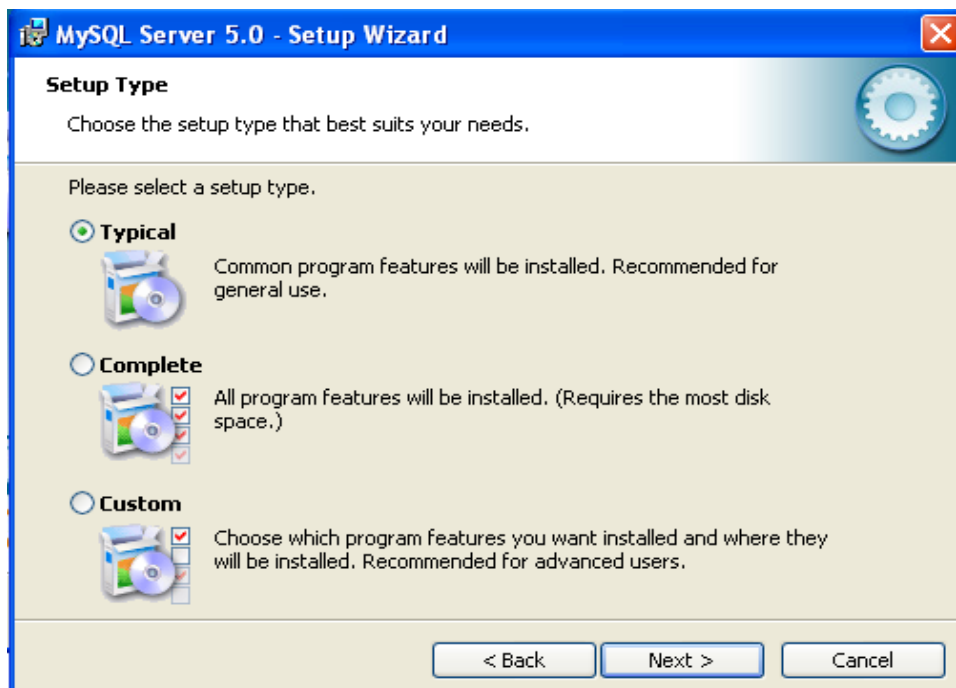 MySQL Server 5.0 - Setup Wizard
Setup Type
Choose the setup type that best suits your needs.
Please select a setup type.
Typical
Common program features will be installed. Recommended for
general use.
Complete
All program features will be installed. (Requires the most disk
space.)
Custom
Choose which program features you want installed and where they
will be installed. Recommended for advanced users.
< Back
Next >
Cancel